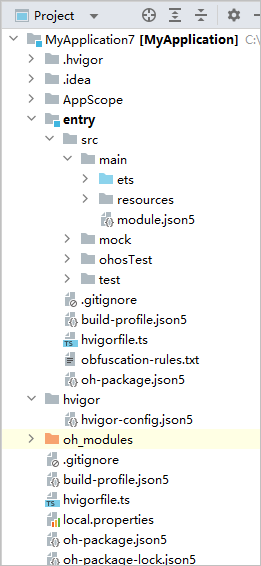 Project
MyApplication7 [MyApplication] C:\
.hvigor
.idea
AppScope
entry
src
main
ets
resources
module.json5
mock
ohosTest
test
.gitignore
build-profile.json5
hvigorfile.ts
obfuscation-rules.txt
oh-package.json5
hvigor
hvigor-config.json5
oh_modules
.gitignore
build-profile.json5
hvigorfile.ts
local.properties
oh-package.json5
oh-package-lock.json5